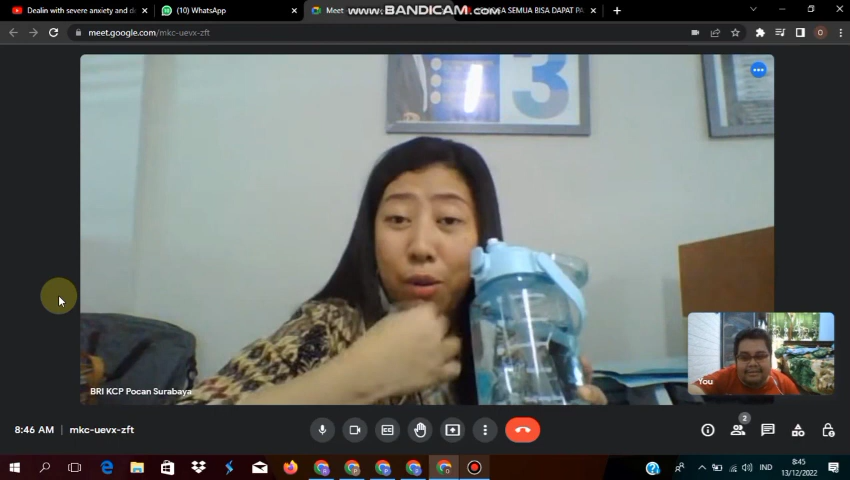 Dealin with severe anxiety and d
(10) WhatsApp
Meet
www.BANDICAM.com
SEMUA BISA DAPAT PA
meet.google.com/mkc-uevx-zft
O
3
BRI KCP Pocan Surabaya
You
2
8:46 AM | mkc-uevx-zft
IND
8:45
13/12/2022